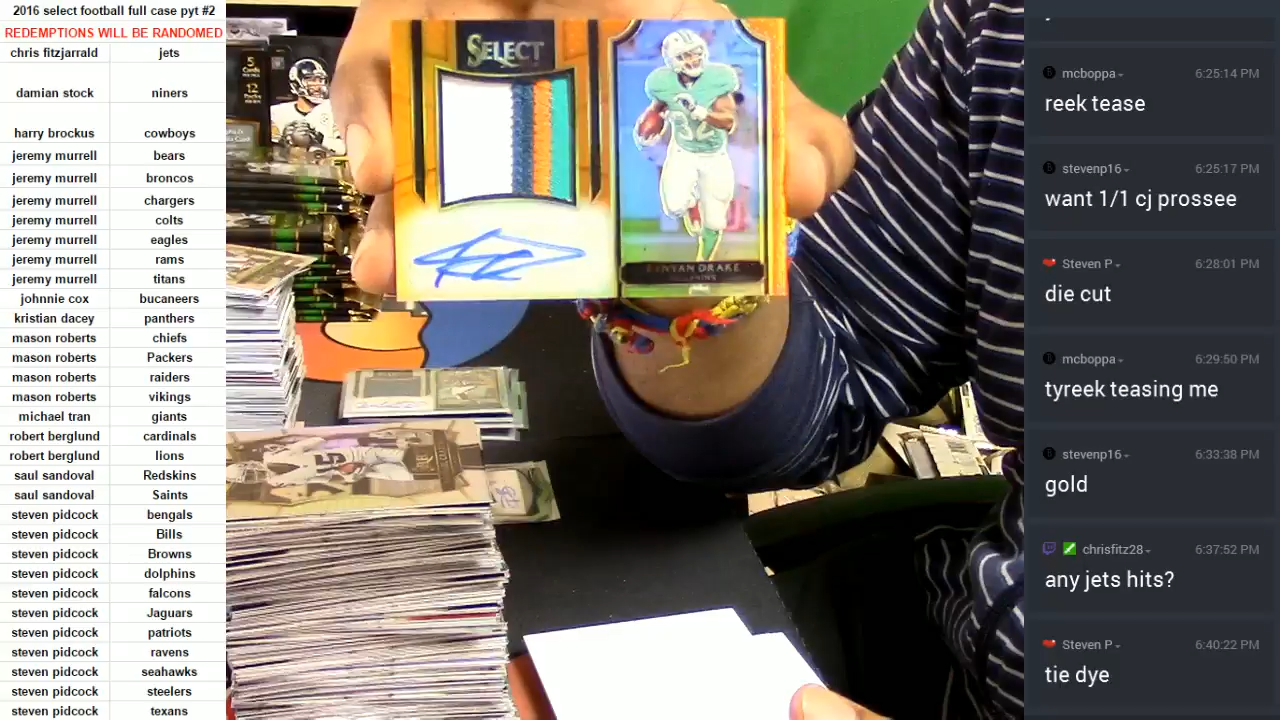 2016 select football full case pyt #2
REDEMPTIONS WILL BE RANDOMED
chris fitzjarrald jets
damian stock niners
harry brockus cowboys
jeremy murrell bears
jeremy murrell broncos
jeremy murrell chargers
jeremy murrell colts
jeremy murrell eagles
jeremy murrell rams
jeremy murrell titans
johnnie cox bucaneers
kristian dacey panthers
mason roberts chiefs
mason roberts Packers
mason roberts raiders
mason roberts vikings
michael tran giants
robert berglund cardinals
robert berglund lions
saul sandoval Redskins
saul sandoval Saints
steven pidcock bengals
steven pidcock Bills
steven pidcock Browns
steven pidcock dolphins
steven pidcock falcons
steven pidcock Jaguars
steven pidcock patriots
steven pidcock ravens
steven pidcock seahawks
steven pidcock steelers
steven pidcock texans
5
Cards
12
Packs
SELECT
32
KENYAN DRAKE
mcboppa 6:25:14 PM
reek tease
stevenp16 6:25:17 PM
want 1/1 cj prossee
Steven P 6:28:01 PM
die cut
mcboppa 6:29:50 PM
tyreek teasing me
stevenp16 6:33:38 PM
gold
chrisfitz28 6:37:52 PM
any jets hits?
Steven P 6:40:22 PM
tie dye